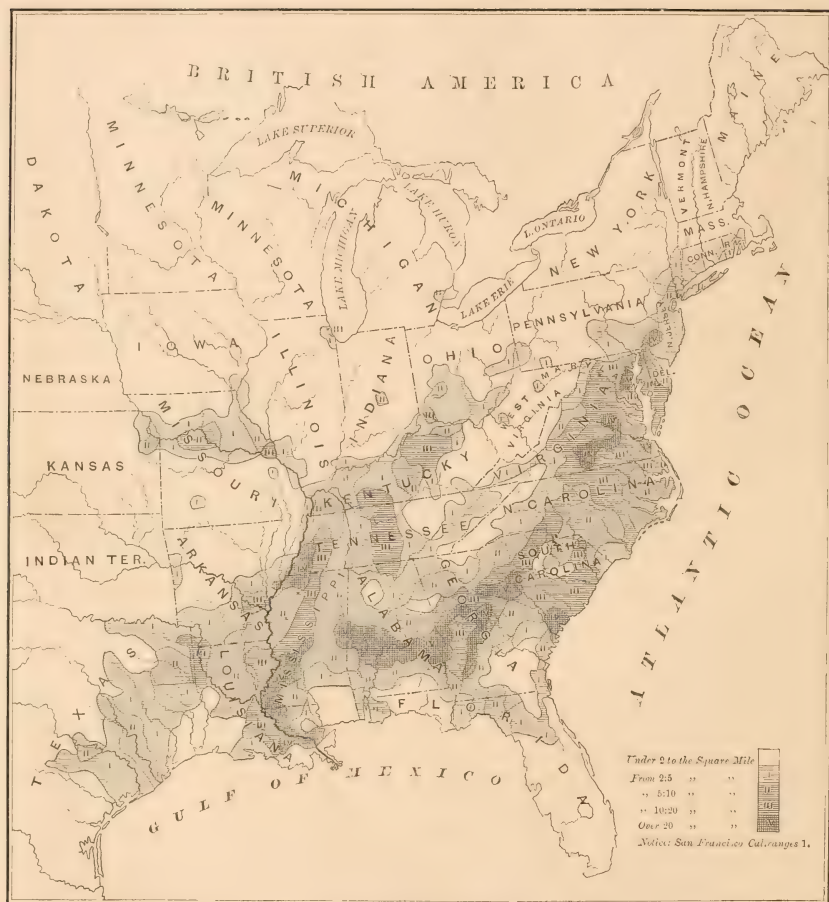 BRITISH AMERICA
LAKE SUPERIOR
MAINE
VERMONT
N. HAMPSHIRE
MINNESOTA
DAKOTA
MICHIGAN
LAKE HURON
MINNESOTA
LAKE MICHIGAN
L. ONTARIO
NEW YORK
MASS.
CONN.
R.I.
LAKE ERIE
PENNSYLVANIA
N. JERSEY
IOWA
ILLINOIS
INDIANA
OHIO
NEBRASKA
MARY
DEL.
WEST VIRGINIA
VIRGINIA
MISSOURI
KANSAS
KENTUCKY
N. CAROLINA
TENNESSEE
INDIAN TER.
ARKANSAS
SOUTH
CAROLINA
MISSISSIPPI
ALABAMA
GEORGIA
LOUISIANA
TEXAS
FLORIDA
ATLANTIC OCEAN
GULF OF MEXICO
Under 2 to the Square Mile
From 2:5 „ „
„ 5:10 „ „
„ 10:20 „ „
Over 20 „ „
Notice: San Francisco Cal. ranges 1.